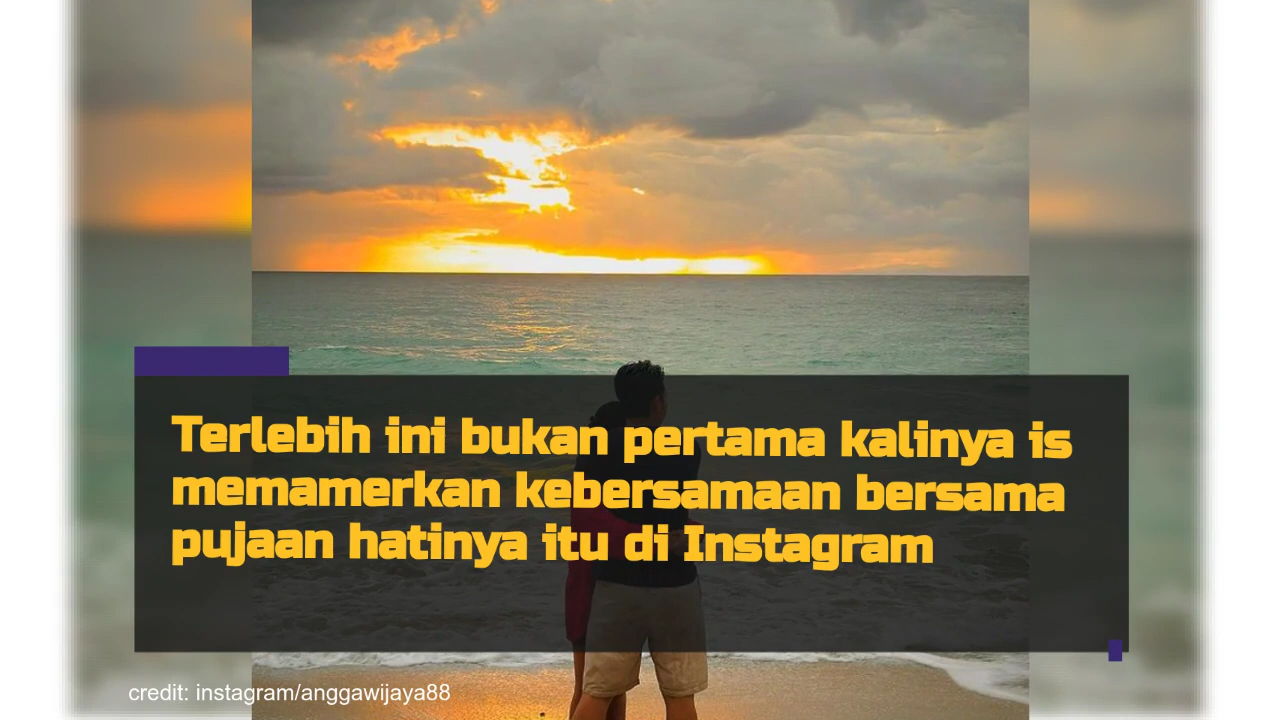 Terlebih ini bukan pertama kalinya is
memamerkan kebersamaan bersama
pujaan hatinya itu di Instagram
credit: instagram/anggawijaya88